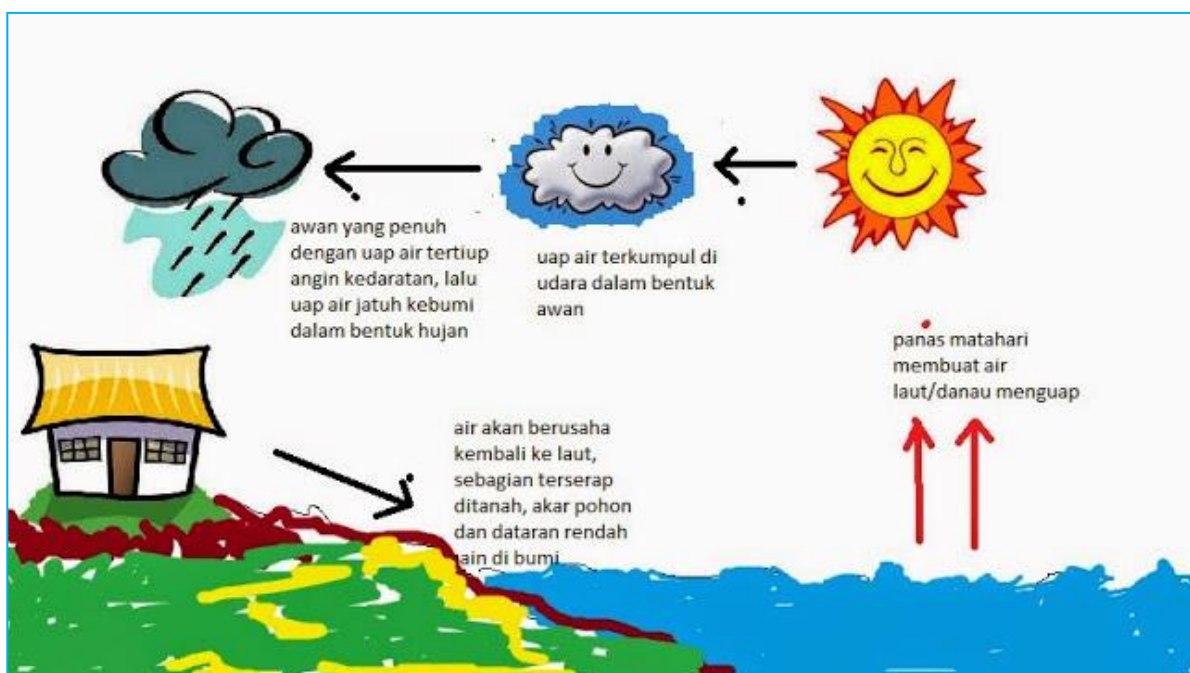 awan yang penuh
dengan uap air tertiup
angin kedaratan, lalu
uap air jatuh kebumi
dalam bentuk hujan
uap air terkumpul di
udara dalam bentuk
awan
panas matahari
membuat air
laut/danau menguap
air akan berusaha
kembali ke laut,
sebagian terserap
ditanah, akar pohon
dan dataran rendah
lain di bumi